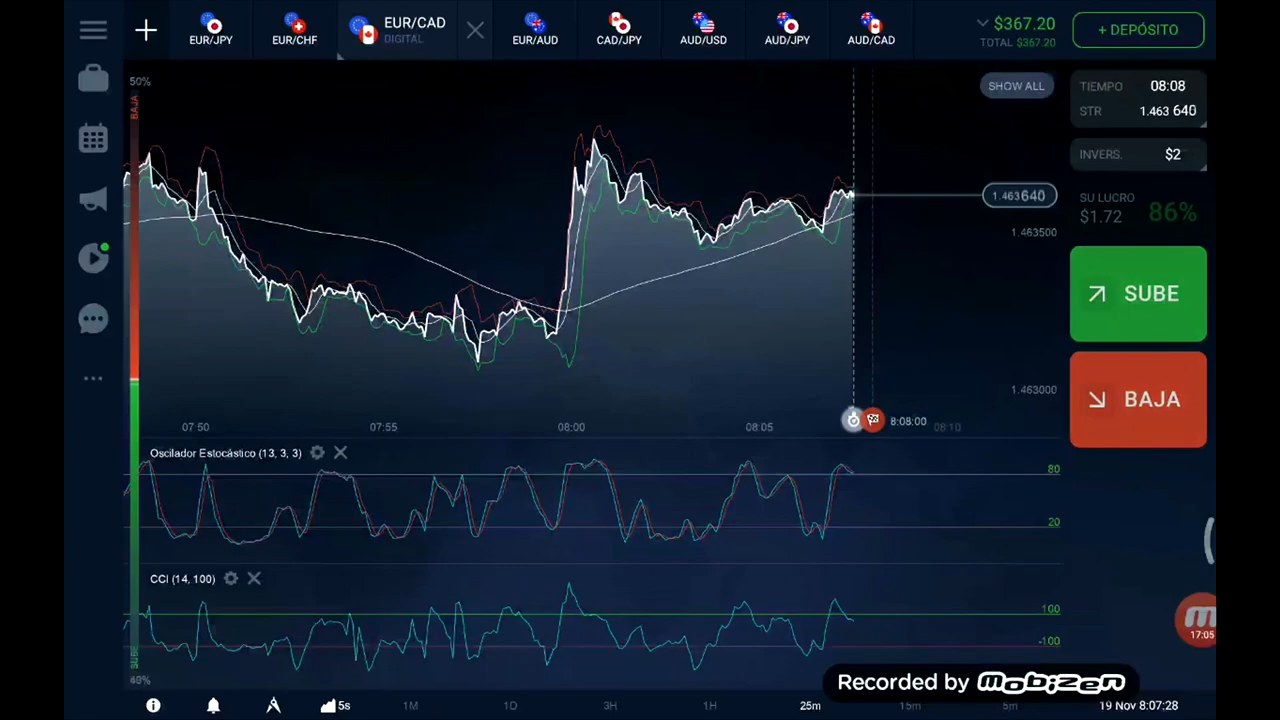 EUR/JPY
EUR/CHF
EUR/CAD
DIGITAL
EUR/AUD
CAD/JPY
AUD/USD
AUD/JPY
AUD/CAD
$367.20
TOTAL $367.20
+ DEPÓSITO
50%
BAJA
SHOW ALL
TIEMPO 08:08
STR 1.463 640
INVERS. $2
1.463640
SU LUCRO
$1.72
86%
1.463500
SUBE
1.463000
BAJA
07:50 07:55 08:00 08:05 8:08:00 08:10
Oscilador Estocástico (13, 3, 3)
80
20
CCI (14, 100)
100
-100
SUBE
49%
17:05
Recorded by mobizen
5s 1M 1D 3H 1H 25m 15m 5m 19 Nov 8:07:28